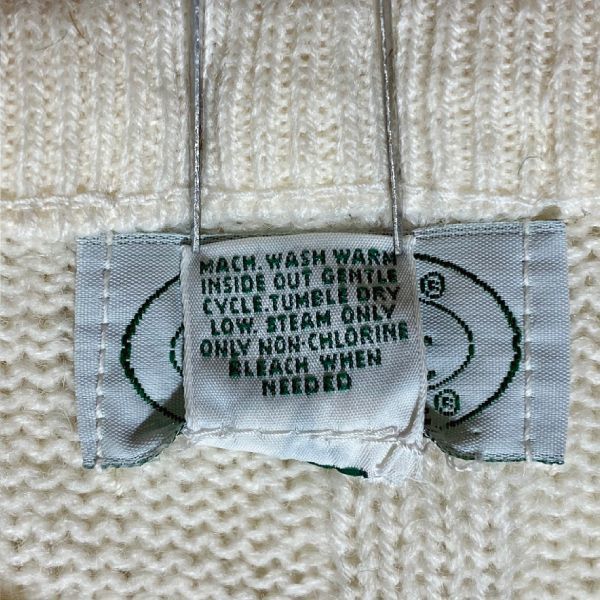 MACH. WASH WARM
INSIDE OUT GENTLE
CYCLE. TUMBLE DRY
LOW. STEAM ONLY
ONLY NON-CHLORINE
BLEACH WHEN
NEEDED
®
®